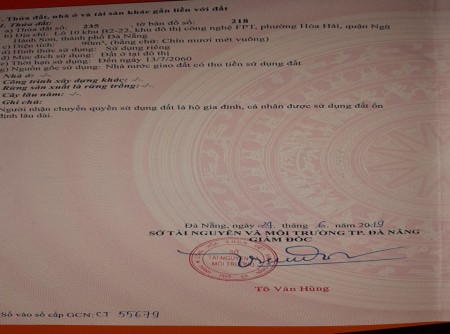 II. Thửa đất, nhà ở và tài sản khác gắn liền với đất
1. Thửa đất:
a) Thửa đất số: 235 tờ bản đồ số: 218
b) Địa chỉ: Lô 10 khu B2-22, khu đô thị công nghệ FPT, phường Hòa Hải, quận Ngũ
Hành Sơn, thành phố Đà Nẵng
c) Diện tích: 90m², (bằng chữ: Chín mươi mét vuông)
d) Hình thức sử dụng: Sử dụng riêng
đ) Mục đích sử dụng: Đất ở tại đô thị
e) Thời hạn sử dụng: Đến ngày 13/7/2060
g) Nguồn gốc sử dụng: Nhà nước giao đất có thu tiền sử dụng đất
2. Nhà ở: -/-.
3. Công trình xây dựng khác: -/-.
4. Rừng sản xuất là rừng trồng: -/-.
5. Cây lâu năm: -/-.
6. Ghi chú:
Người nhận chuyển quyền sử dụng đất là hộ gia đình, cá nhân được sử dụng đất ổn
định lâu dài.
Đà Nẵng, ngày 24 tháng 6 năm 2019
SỞ TÀI NGUYÊN VÀ MÔI TRƯỜNG TP. ĐÀ NẴNG
GIÁM ĐỐC
SỞ
TÀI NGUYÊN
MÔI TRƯỜNG
Tô Văn Hùng
Số vào sổ cấp GCN: CT 55679